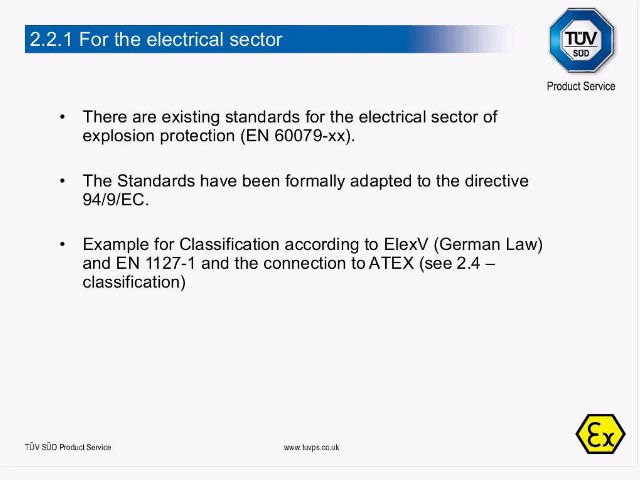 2.2.1 For the electrical sector
TÜV
SÜD
Product Service
• There are existing standards for the electrical sector of
explosion protection (EN 60079-xx).
• The Standards have been formally adapted to the directive
94/9/EC.
• Example for Classification according to ElexV (German Law)
and EN 1127-1 and the connection to ATEX (see 2.4 –
classification)
TÜV SÜD Product Service
www.tuvps.co.uk
Ex